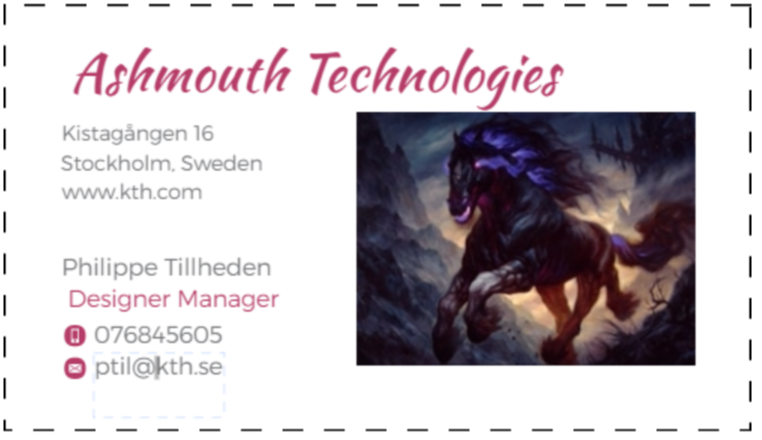 Ashmouth Technologies
Kistagången 16
Stockholm, Sweden
www.kth.com
Philippe Tillheden
Designer Manager
076845605
ptil@kth.se